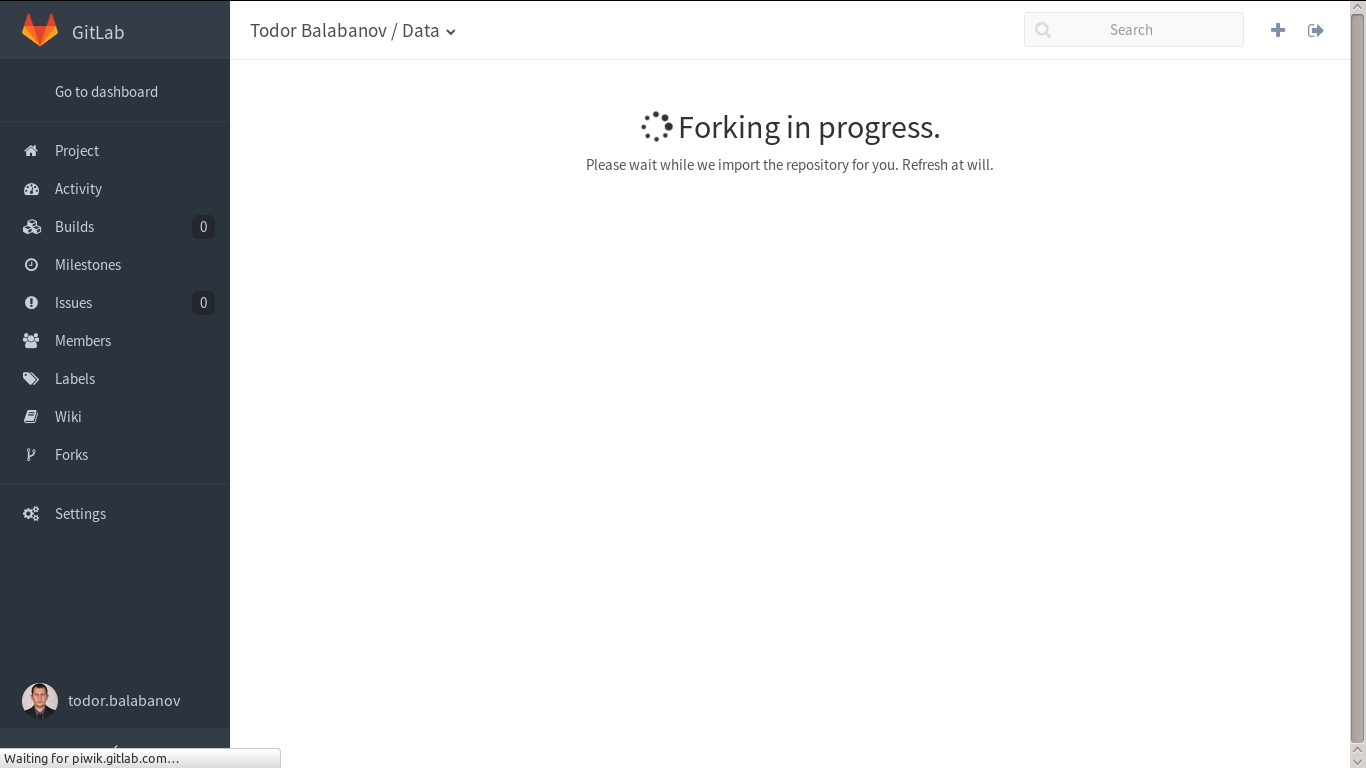 GitLab
Todor Balabanov / Data
Search
Go to dashboard
Project
Activity
Builds 0
Milestones
Issues 0
Members
Labels
Wiki
Forks
Settings
Forking in progress.
Please wait while we import the repository for you. Refresh at will.
todor.balabanov
Waiting for piwik.gitlab.com…